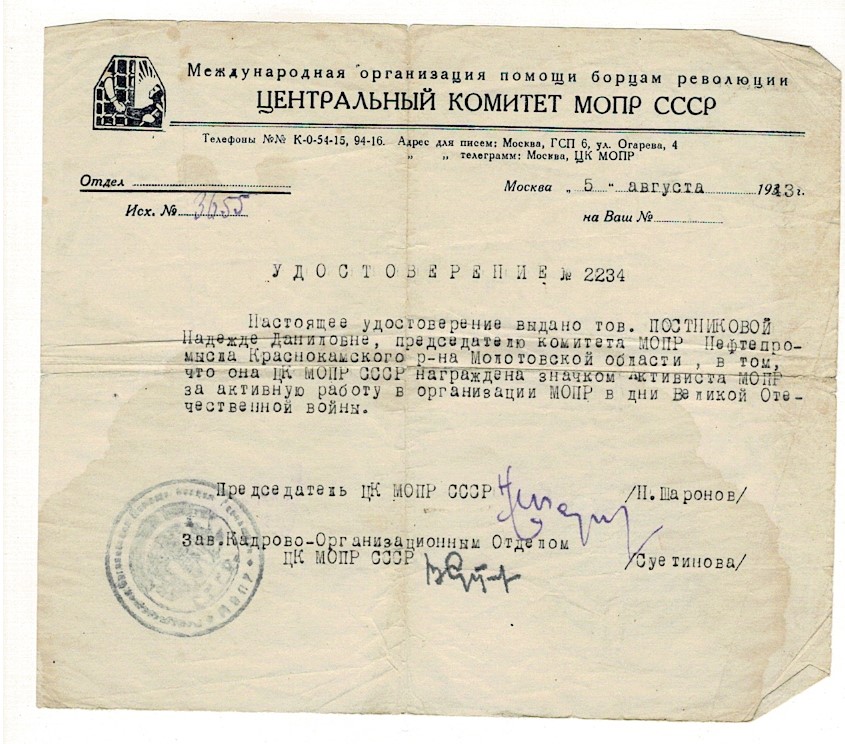 Международная организация помощи борцам революции
ЦЕНТРАЛЬНЫЙ КОМИТЕТ МОПР СССР
Телефоны №№ К-0-54-15, 94-16. Адрес для писем: Москва, ГСП 6, ул. Огарева, 4
„ „ телеграмм: Москва, ЦК МОПР
Отдел
Москва „ 5 " августа 1943 г.
Исх. № 3655
на Ваш №
УДОСТОВЕРЕНИЕ № 2234
Настоящее удостоверение выдано тов. ПОСТНИКОВОЙ
Надежде Даниловне, председателю комитета МОПР Нефтепро-
мысла Краснокамского р-на Молотовской области, в том,
что она ЦК МОПР СССР награждена значком Активиста МОПР
за активную работу в организации МОПР в дни Великой Оте-
чественной войны.
Председатель ЦК МОПР СССР /Н.Шаронов/
Зав.Кадрово-Организационным Отделом
ЦК МОПР СССР /Суетинова/